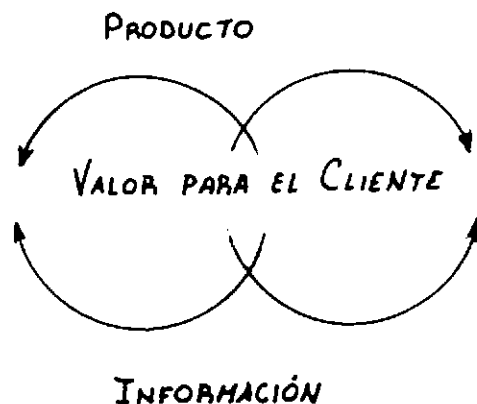 PRODUCTO
VALOR PARA EL CLIENTE
INFORMACIÓN